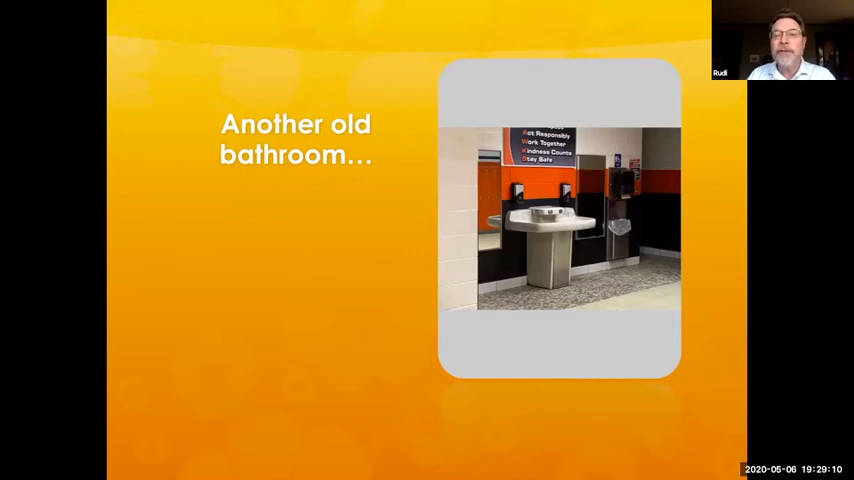 Another old
bathroom...
Act Responsibly
Work Together
Kindness Counts
Stay Safe
Rudi
2020-05-06 19:29:10